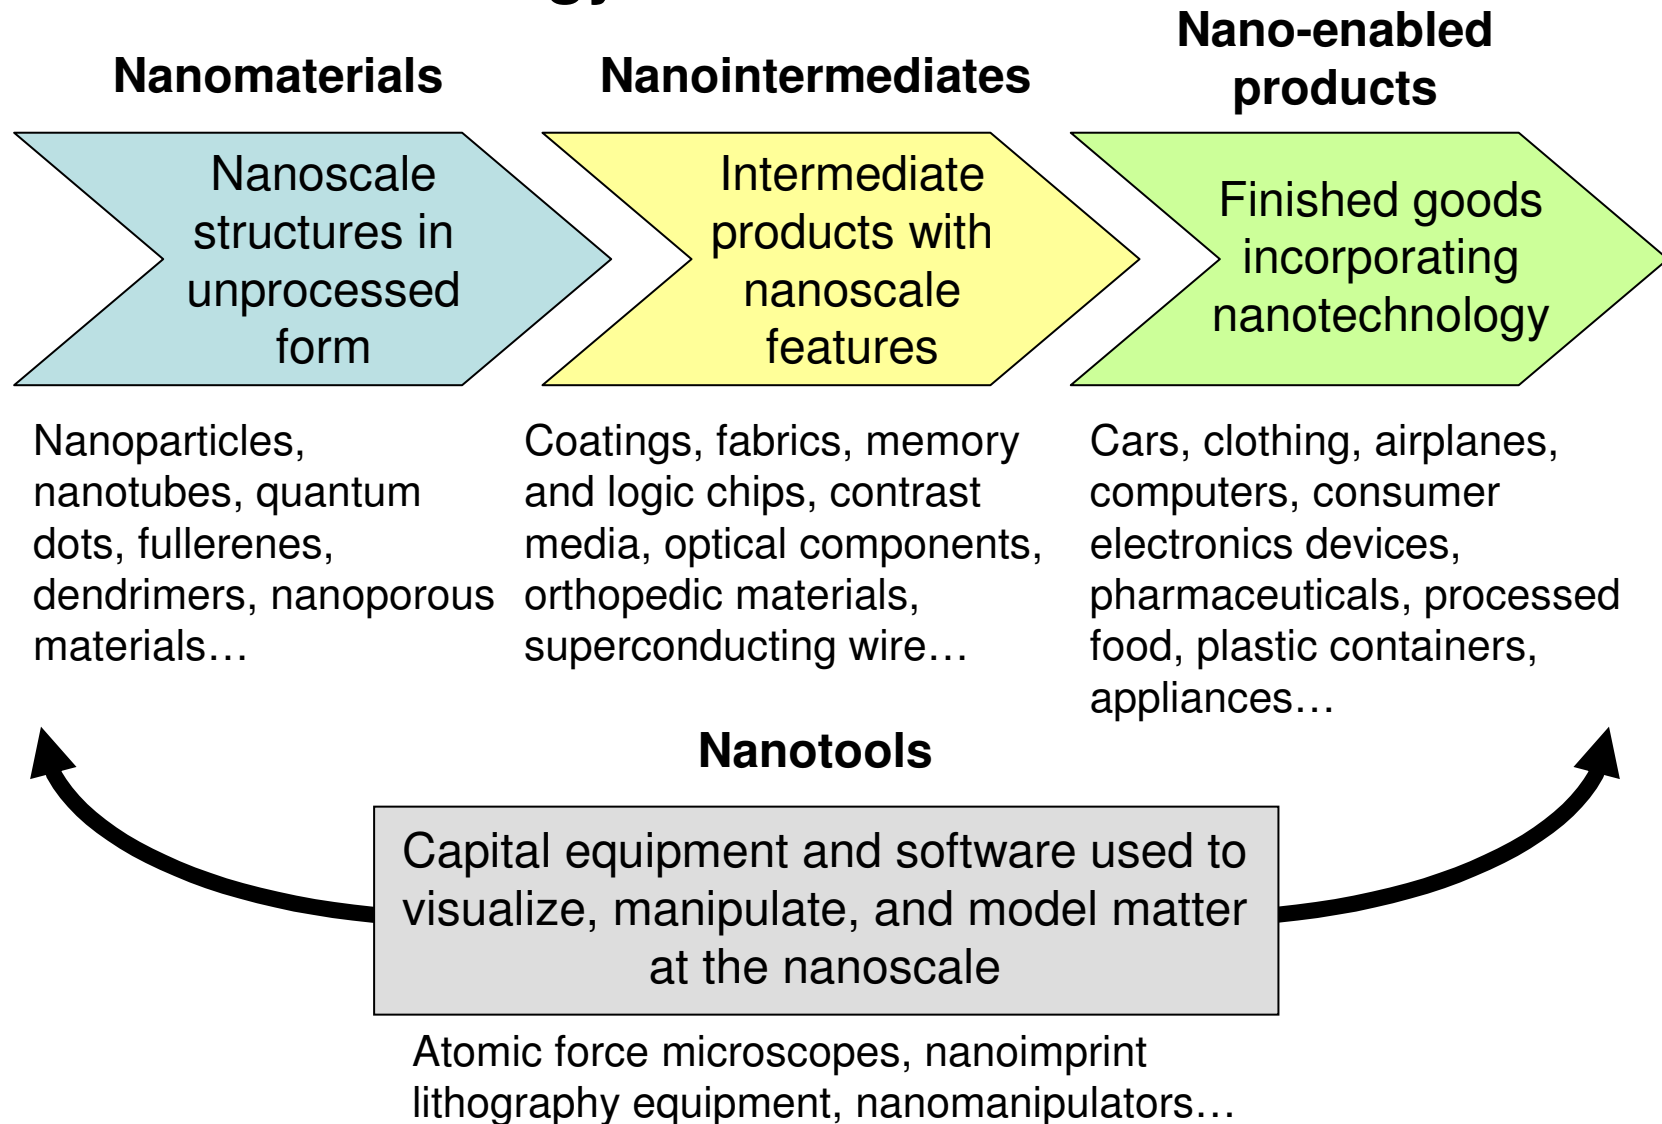 Nanomaterials
Nanoscale
structures in
unprocessed
form
Nanoparticles,
nanotubes, quantum
dots, fullerenes,
dendrimers, nanoporous
materials…
Nanointermediates
Intermediate
products with
nanoscale
features
Coatings, fabrics, memory
and logic chips, contrast
media, optical components,
orthopedic materials,
superconducting wire…
Nano-enabled
products
Finished goods
incorporating
nanotechnology
Cars, clothing, airplanes,
computers, consumer
electronics devices,
pharmaceuticals, processed
food, plastic containers,
appliances…
Nanotools
Capital equipment and software used to
visualize, manipulate, and model matter
at the nanoscale
Atomic force microscopes, nanoimprint
lithography equipment, nanomanipulators…